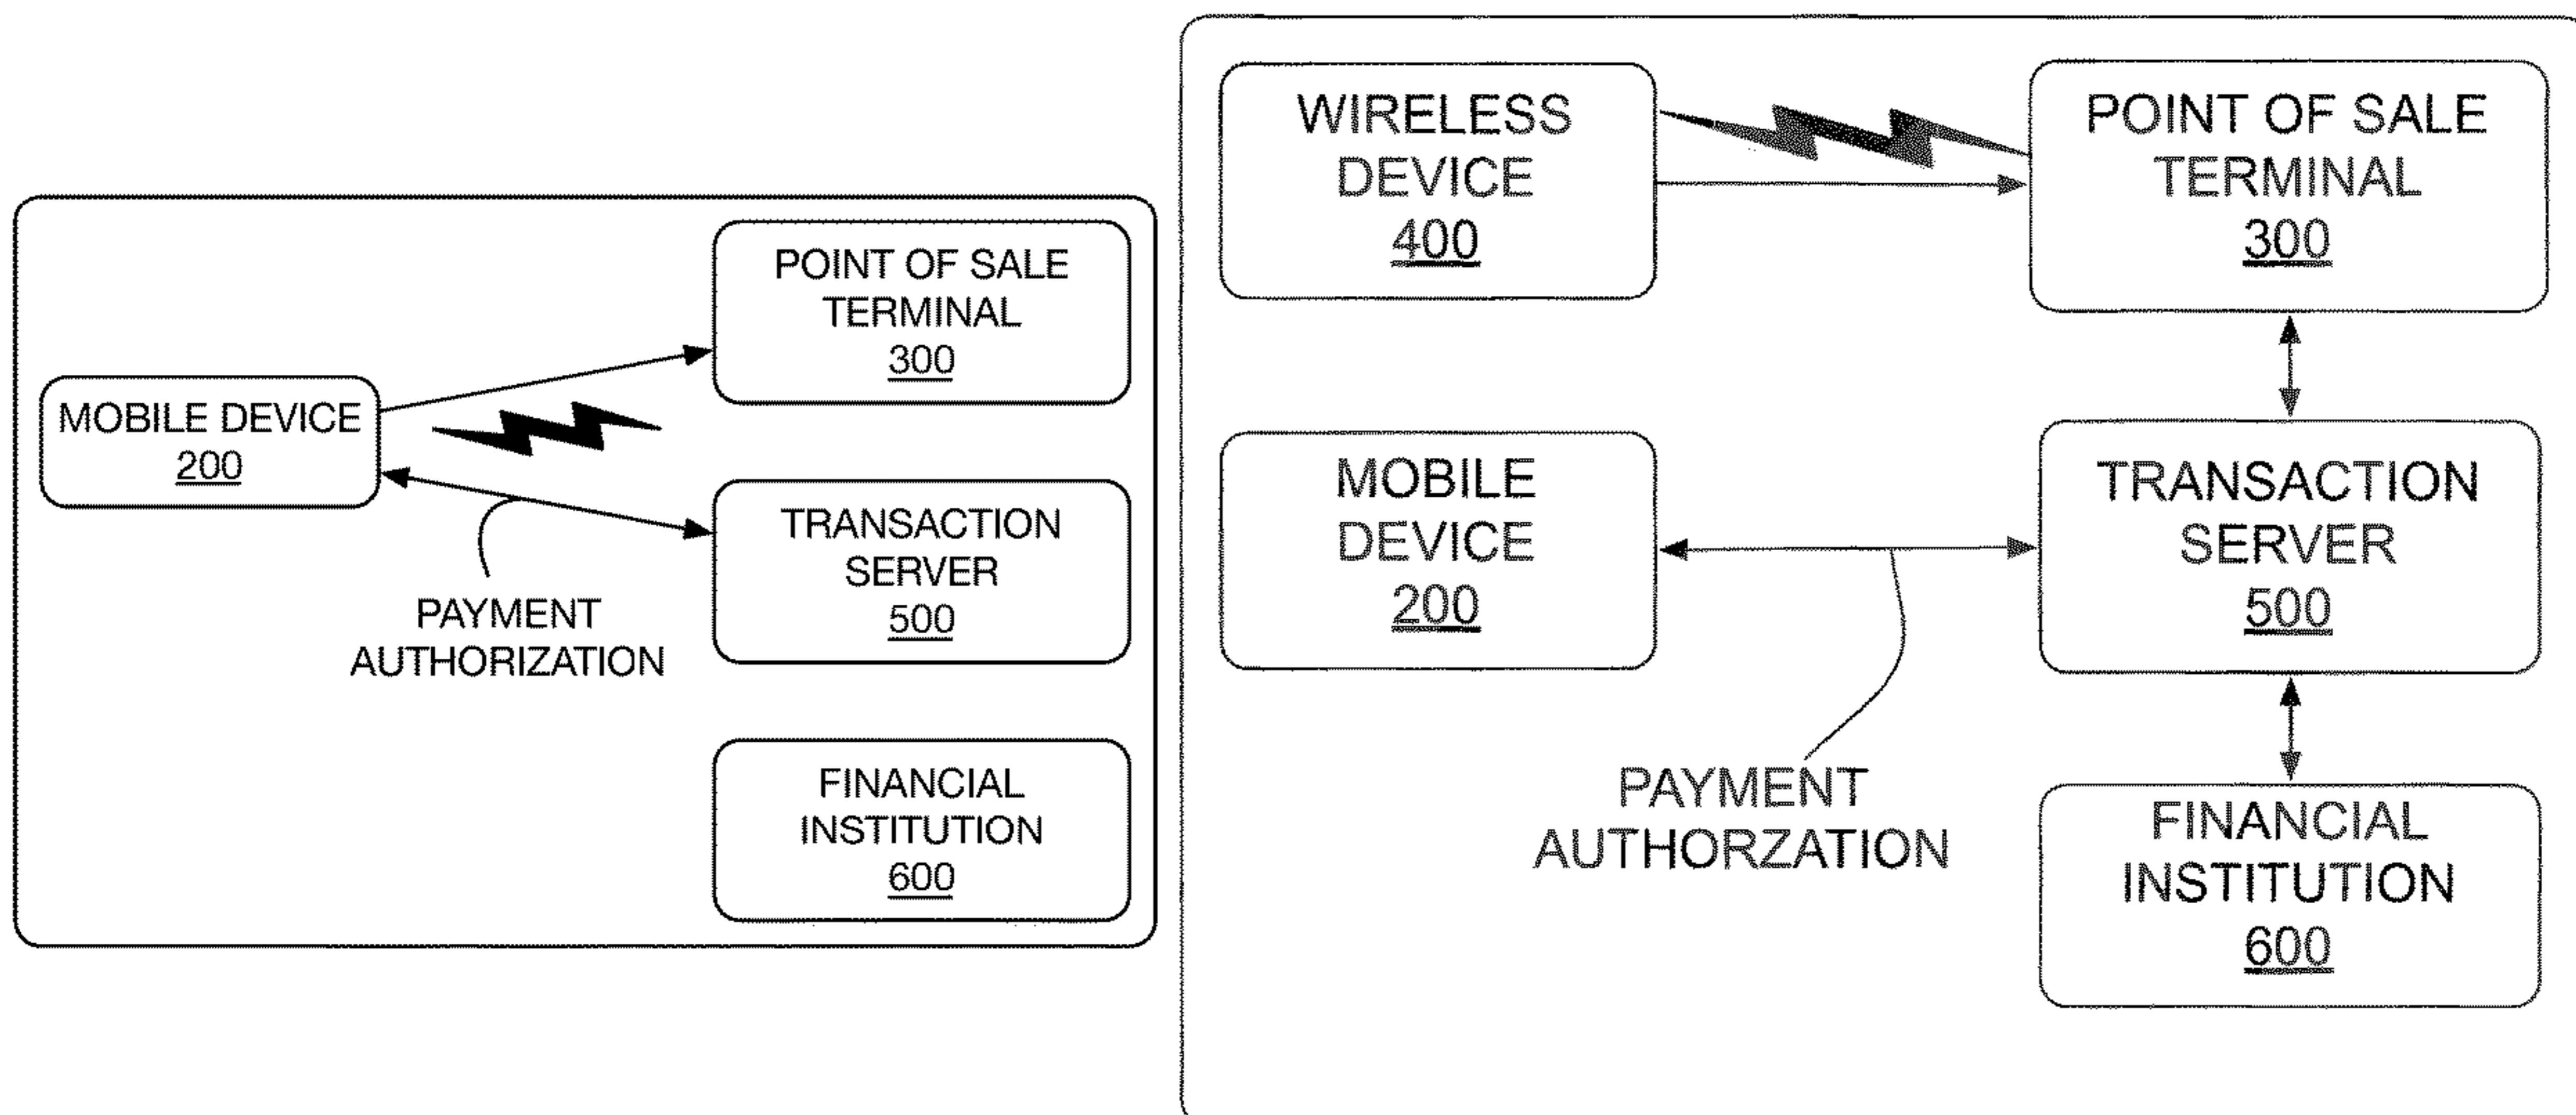 POINT OF SALE
TERMINAL
300
MOBILE DEVICE
200
TRANSACTION
SERVER
500
PAYMENT
AUTHORIZATION
FINANCIAL
INSTITUTION
600
WIRELESS
DEVICE
400
POINT OF SALE
TERMINAL
300
MOBILE
DEVICE
200
TRANSACTION
SERVER
500
PAYMENT
AUTHORZATION
FINANCIAL
INSTITUTION
600